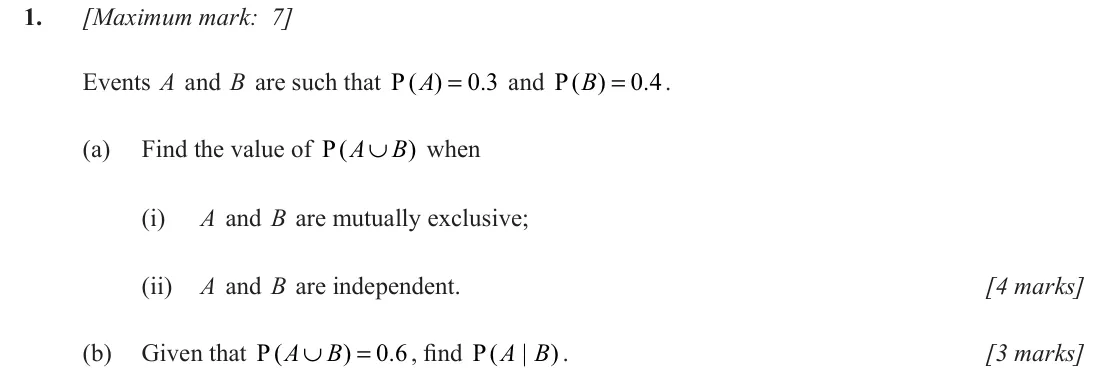 1. [Maximum mark: 7]
Events A and B are such that P(A)=0.3 and P(B)=0.4.
(a) Find the value of P(A∪B) when
(i) A and B are mutually exclusive;
(ii) A and B are independent. [4 marks]
(b) Given that P(A∪B)=0.6, find P(A | B). [3 marks]